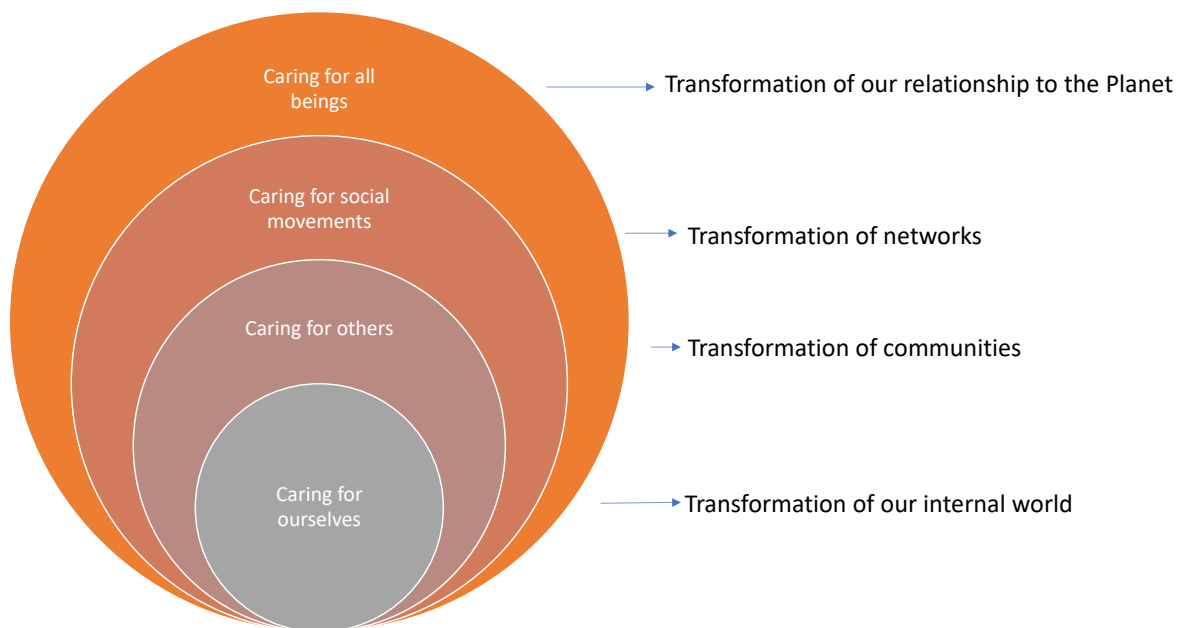 Caring for all
beings
Transformation of our relationship to the Planet
Caring for social
movements
Transformation of networks
Caring for others
Transformation of communities
Caring for
ourselves
Transformation of our internal world